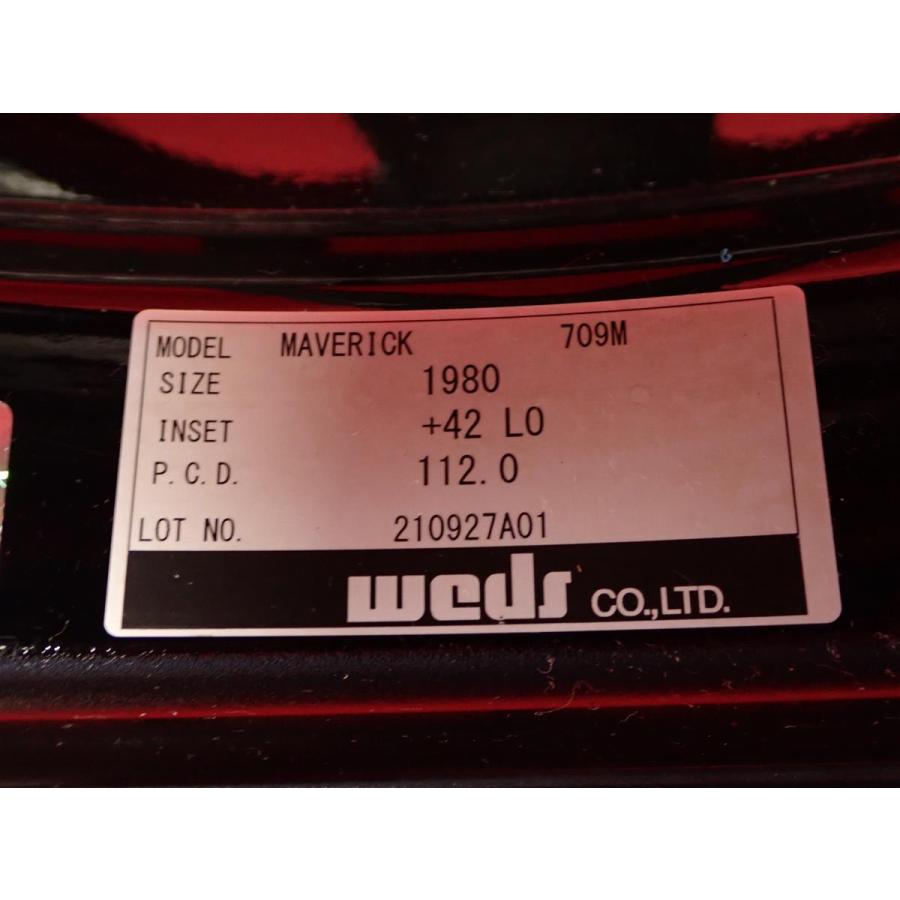 MODEL MAVERICK 709M
SIZE 1980
INSET +42 LO
P.C.D. 112.0
LOT NO. 210927A01
weds CO.,LTD.